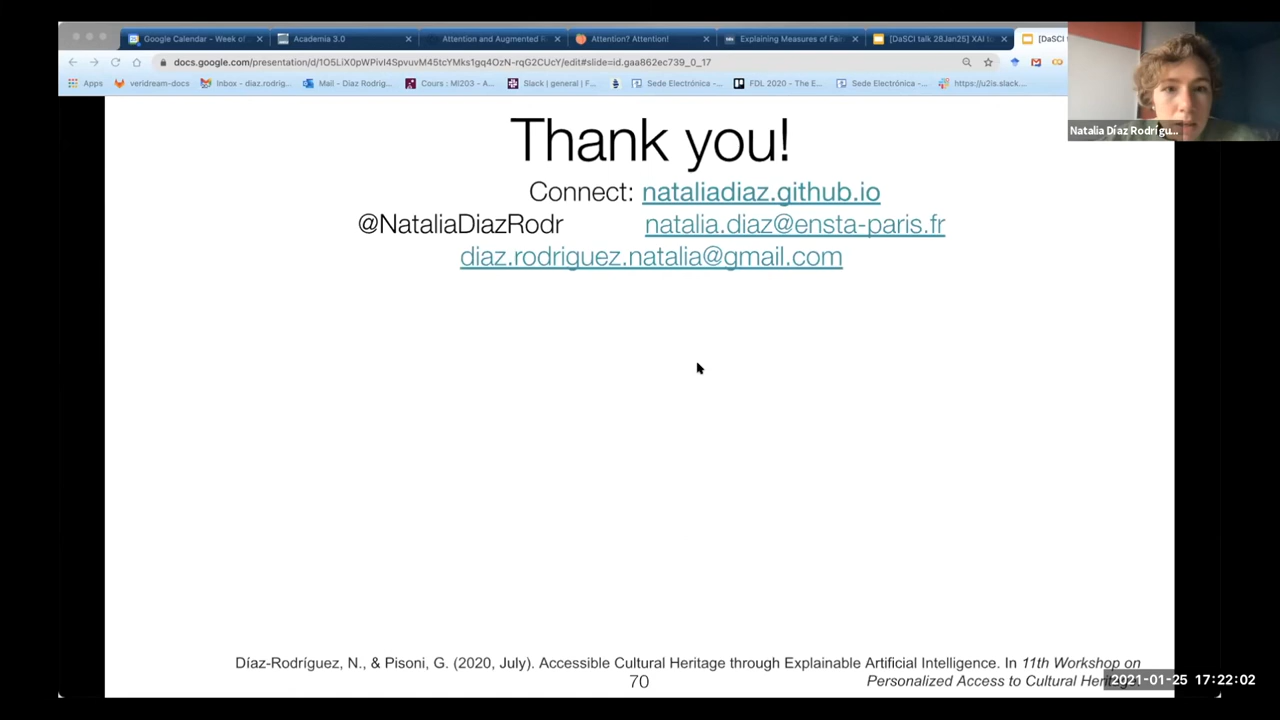 Google Calendar - Week of
Academia 3.0
Attention and Augmented R
Attention? Attention!
Explaining Measures of Fai
[DaSCI talk 28Jan25] XAI t
[DaSCI
docs.google.com/presentation/d/1O5LiX0pWPivI4SpvuvM45tcYMks1gq4OzN-rqG2CUcY/edit#slide=id.gaa862ec739_0_17
Apps
veridream-docs
Inbox - diaz.rodrig...
Mail - Diaz Rodrig...
Cours : MI203 - A...
Slack | general | F...
Sede Electrónica -...
FDL 2020 - The E...
Sede Electrónica -...
https://u2is.slack...
Natalia Díaz Rodrígu...
Thank you!
Connect: nataliadiaz.github.io
@NataliaDiazRodr natalia.diaz@ensta-paris.fr
diaz.rodriguez.natalia@gmail.com
Díaz-Rodríguez, N., & Pisoni, G. (2020, July). Accessible Cultural Heritage through Explainable Artificial Intelligence. In 11th Workshop on
Personalized Access to Cultural
70
2021-01-25 17:22:02